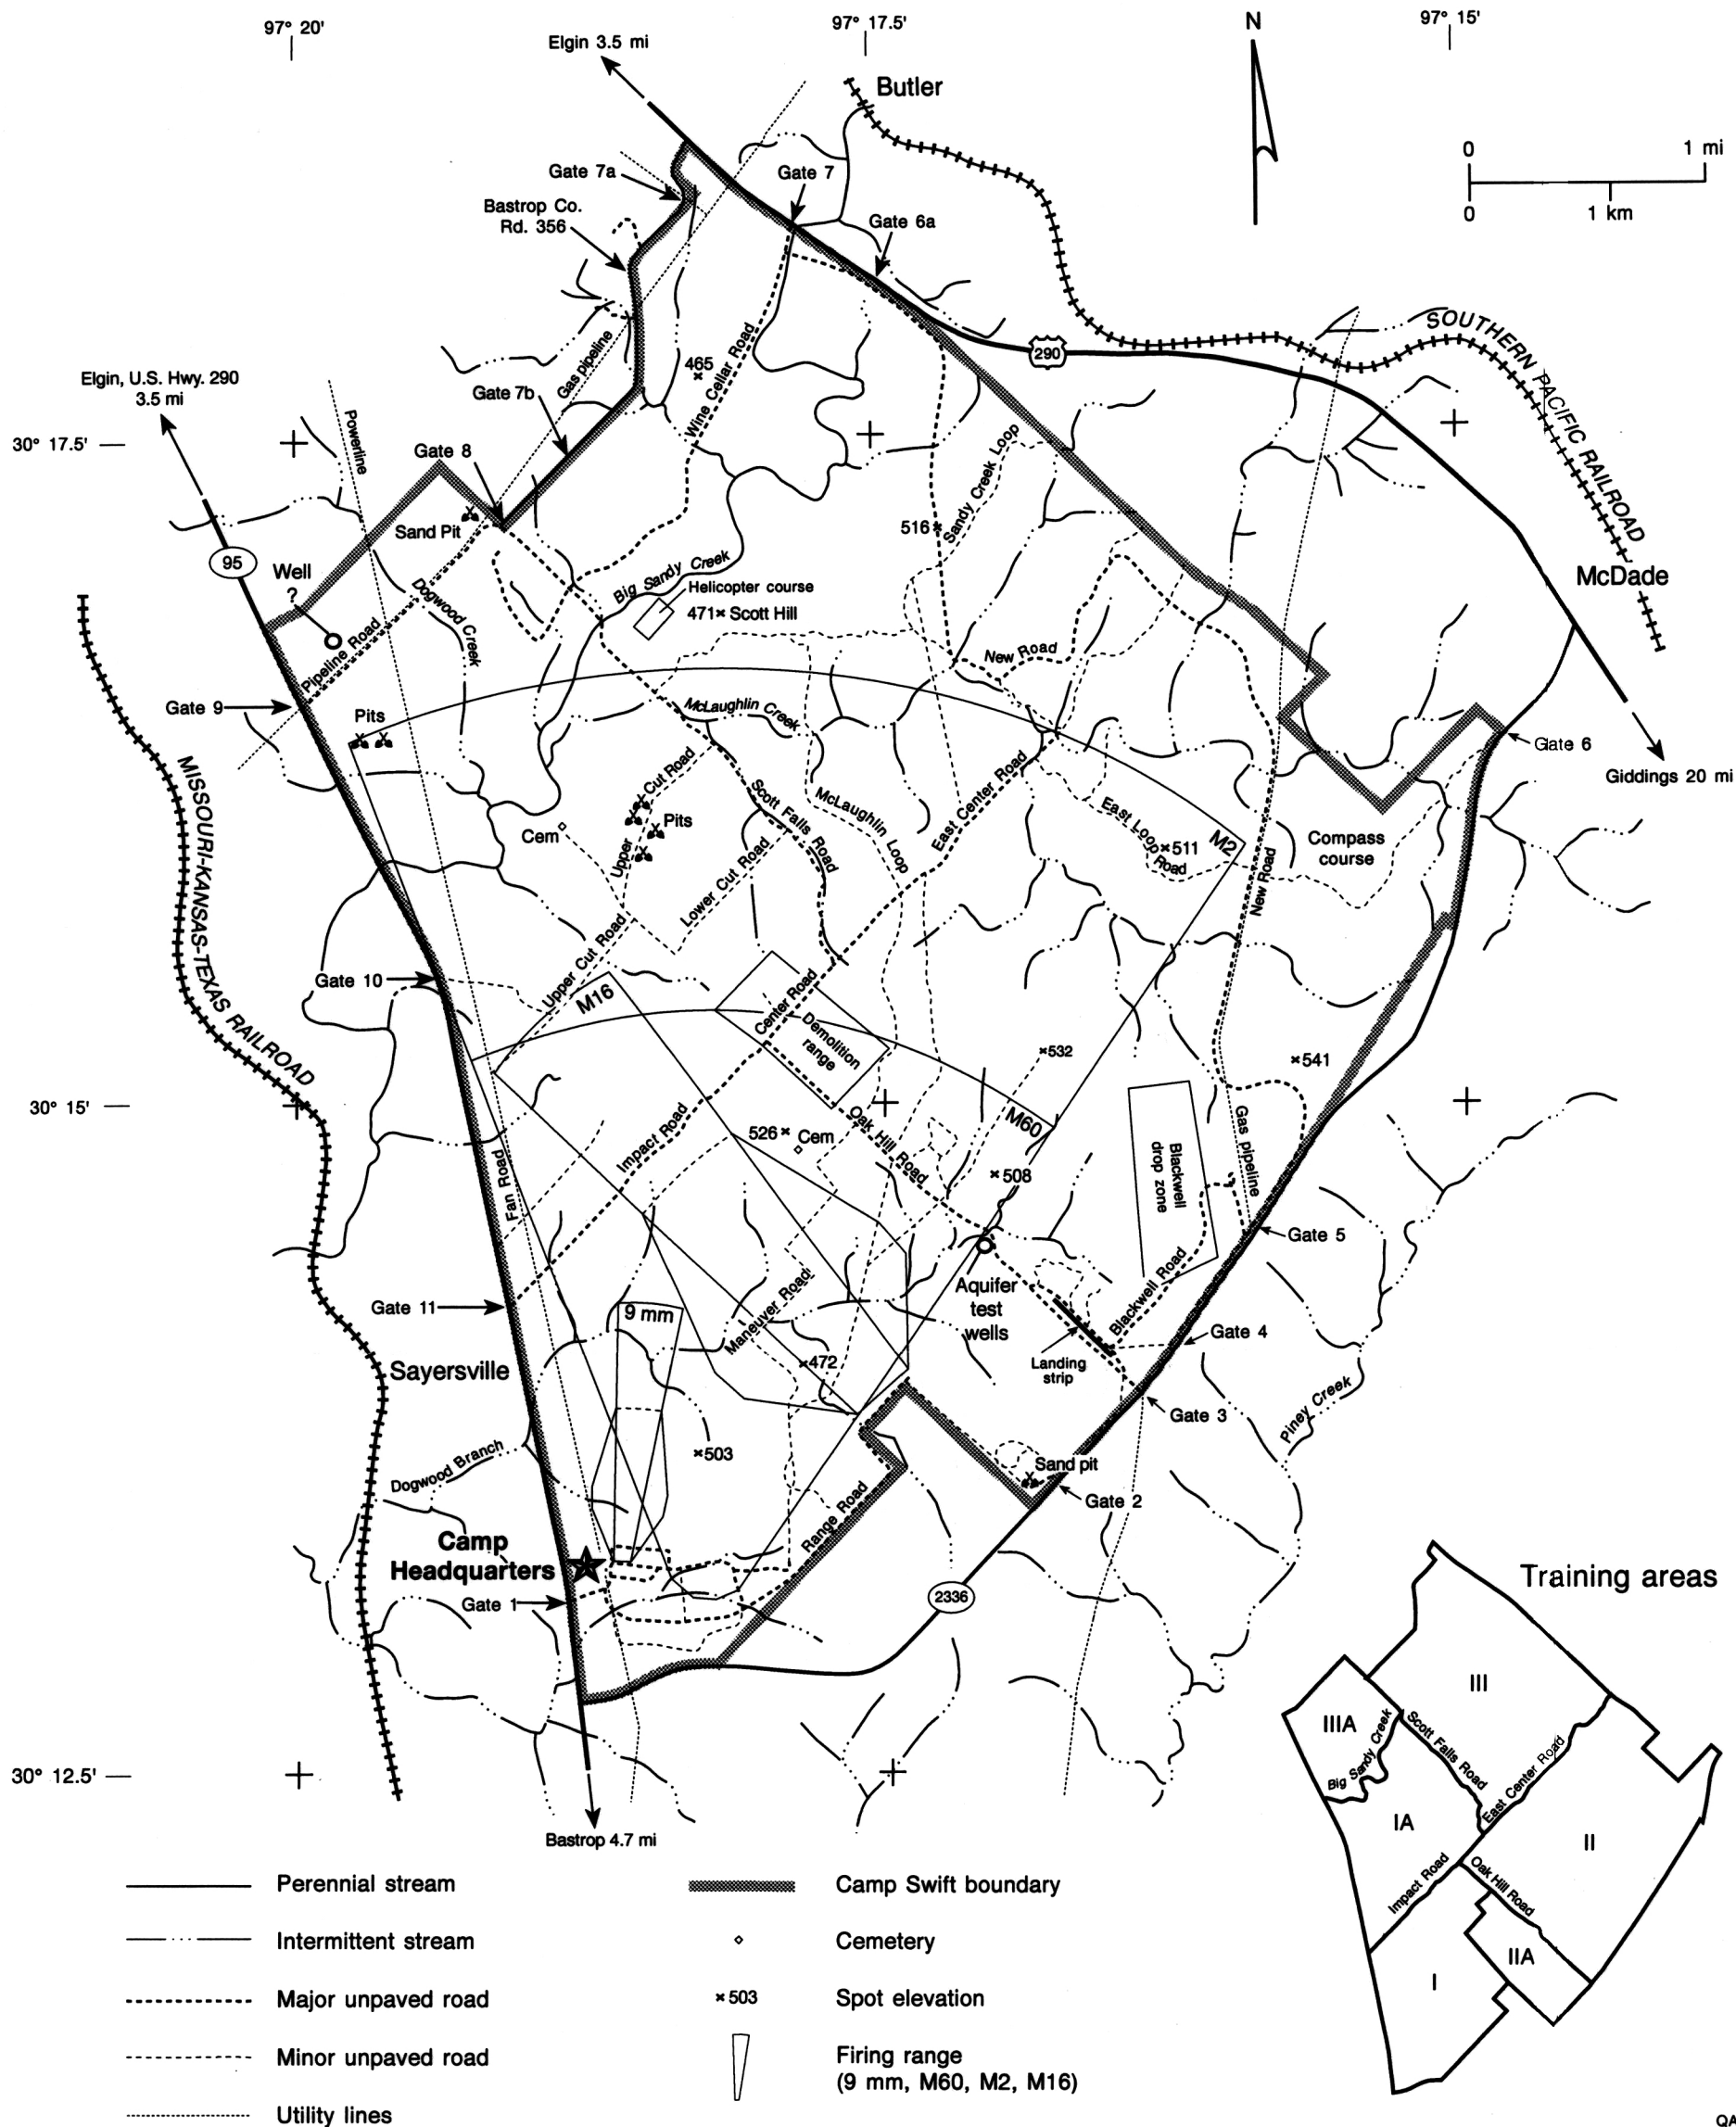 97° 20'
97° 17.5'
97° 15'
N
Elgin 3.5 mi
Butler
0 1 mi
0 1 km
Gate 7a
Gate 7
Bastrop Co.
Rd. 356
Gate 6a
290
SOUTHERN PACIFIC RAILROAD
Gas pipeline
465
Wine Cellar Road
Elgin, U.S. Hwy. 290
3.5 mi
Gate 7b
Powerline
30° 17.5'
Gate 8
Sandy Creek Loop
Sand Pit
516
95
McDade
Well
?
Dogwood Creek
Big Sandy Creek
Helicopter course
471 Scott Hill
Pipeline Road
New Road
Gate 9
Pits
McLaughlin Creek
Gate 6
Giddings 20 mi
MISSOURI-KANSAS-TEXAS RAILROAD
Upper Cut Road
Scott Falls Road
McLaughlin Loop
East Center Road
East Loop Road
511
M2
Compass
course
Cem
Pits
Lower Cut Road
New Road
Upper Cut Road
Gate 10
M16
Center Road
Demolition
range
532
541
30° 15'
Impact Road
526 Cem
Oak Hill Road
M60
Gas pipeline
Blackwell
drop zone
508
Fan Road
Gate 5
Aquifer
test
wells
Gate 11
9 mm
Maneuver Road
Blackwell Road
Gate 4
Sayersville
472
Landing
strip
Gate 3
Piney Creek
Dogwood Branch
503
Sand pit
Gate 2
Range Road
Camp
Headquarters
Gate 1
2336
Training areas
III
IIIA
Big Sandy Creek
Scott Falls Road
East Center Road
IA
II
Impact Road
Oak Hill Road
IIA
I
30° 12.5'
Bastrop 4.7 mi
Perennial stream
Intermittent stream
Major unpaved road
Minor unpaved road
Utility lines
Camp Swift boundary
Cemetery
503 Spot elevation
Firing range
(9 mm, M60, M2, M16)